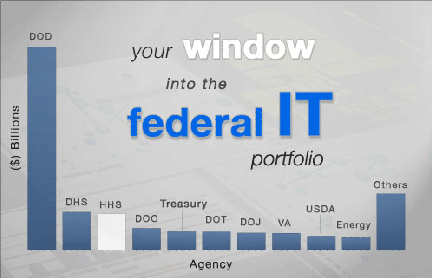 DOD
your window
into the
federal IT
portfolio
($) Billions
DHS
HHS
DOC
Treasury
DOT
DOJ
VA
USDA
Energy
Others
Agency